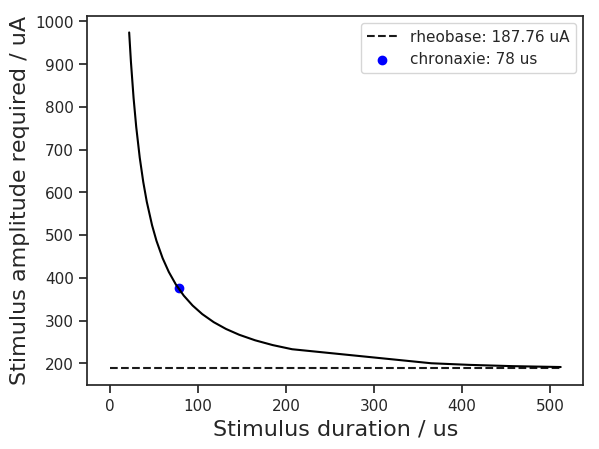 rheobase: 187.76 uA
chronaxie: 78 us
Stimulus amplitude required / uA
1000
900
800
700
600
500
400
300
200
0 100 200 300 400 500
Stimulus duration / us